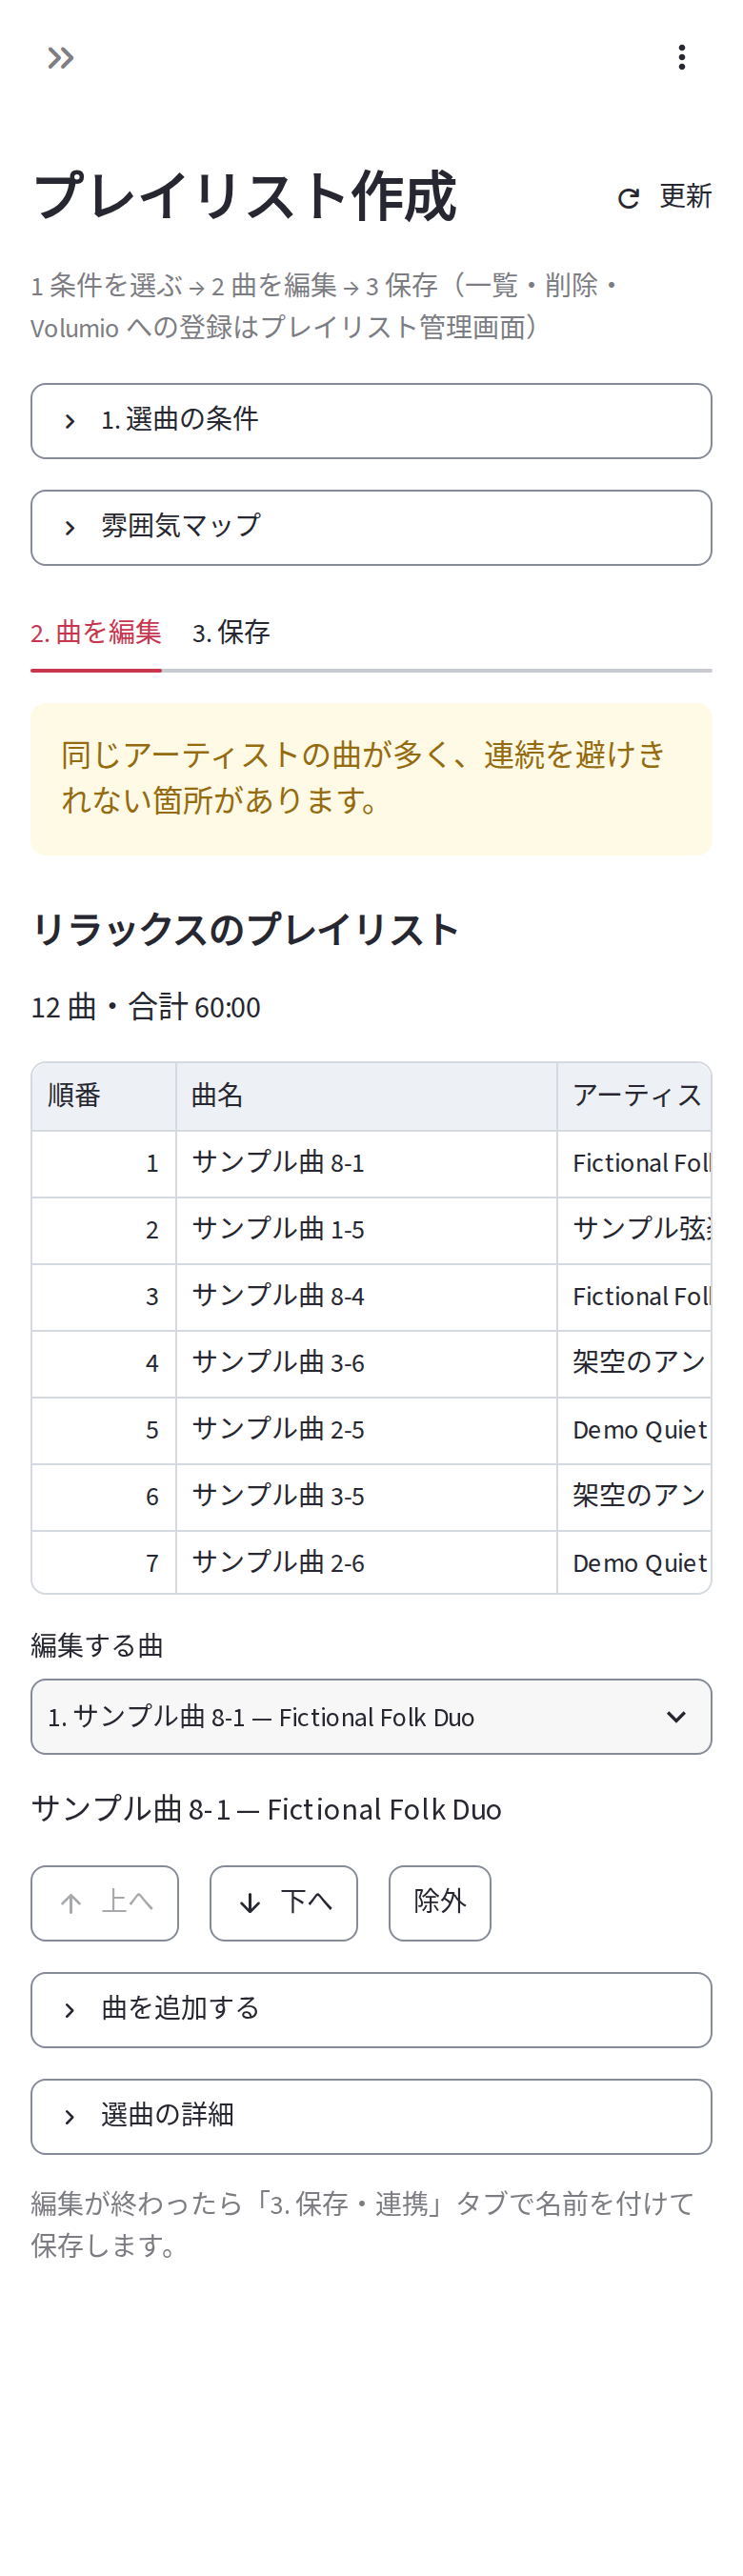 プレイリスト作成
更新
1 条件を選ぶ → 2 曲を編集 → 3 保存（一覧・削除・
Volumio への登録はプレイリスト管理画面）
1. 選曲の条件
雰囲気マップ
2. 曲を編集 3. 保存
同じアーティストの曲が多く、連続を避けき
れない箇所があります。
リラックスのプレイリスト
12 曲・合計 60:00
順番 曲名 アーティス
1 サンプル曲 8-1 Fictional Fol
2 サンプル曲 1-5 サンプル弦
3 サンプル曲 8-4 Fictional Fol
4 サンプル曲 3-6 架空のアン
5 サンプル曲 2-5 Demo Quiet
6 サンプル曲 3-5 架空のアン
7 サンプル曲 2-6 Demo Quiet
編集する曲
1. サンプル曲 8-1 — Fictional Folk Duo
サンプル曲 8-1 — Fictional Folk Duo
↑ 上へ ↓ 下へ 除外
曲を追加する
選曲の詳細
編集が終わったら「3. 保存・連携」タブで名前を付けて
保存します。